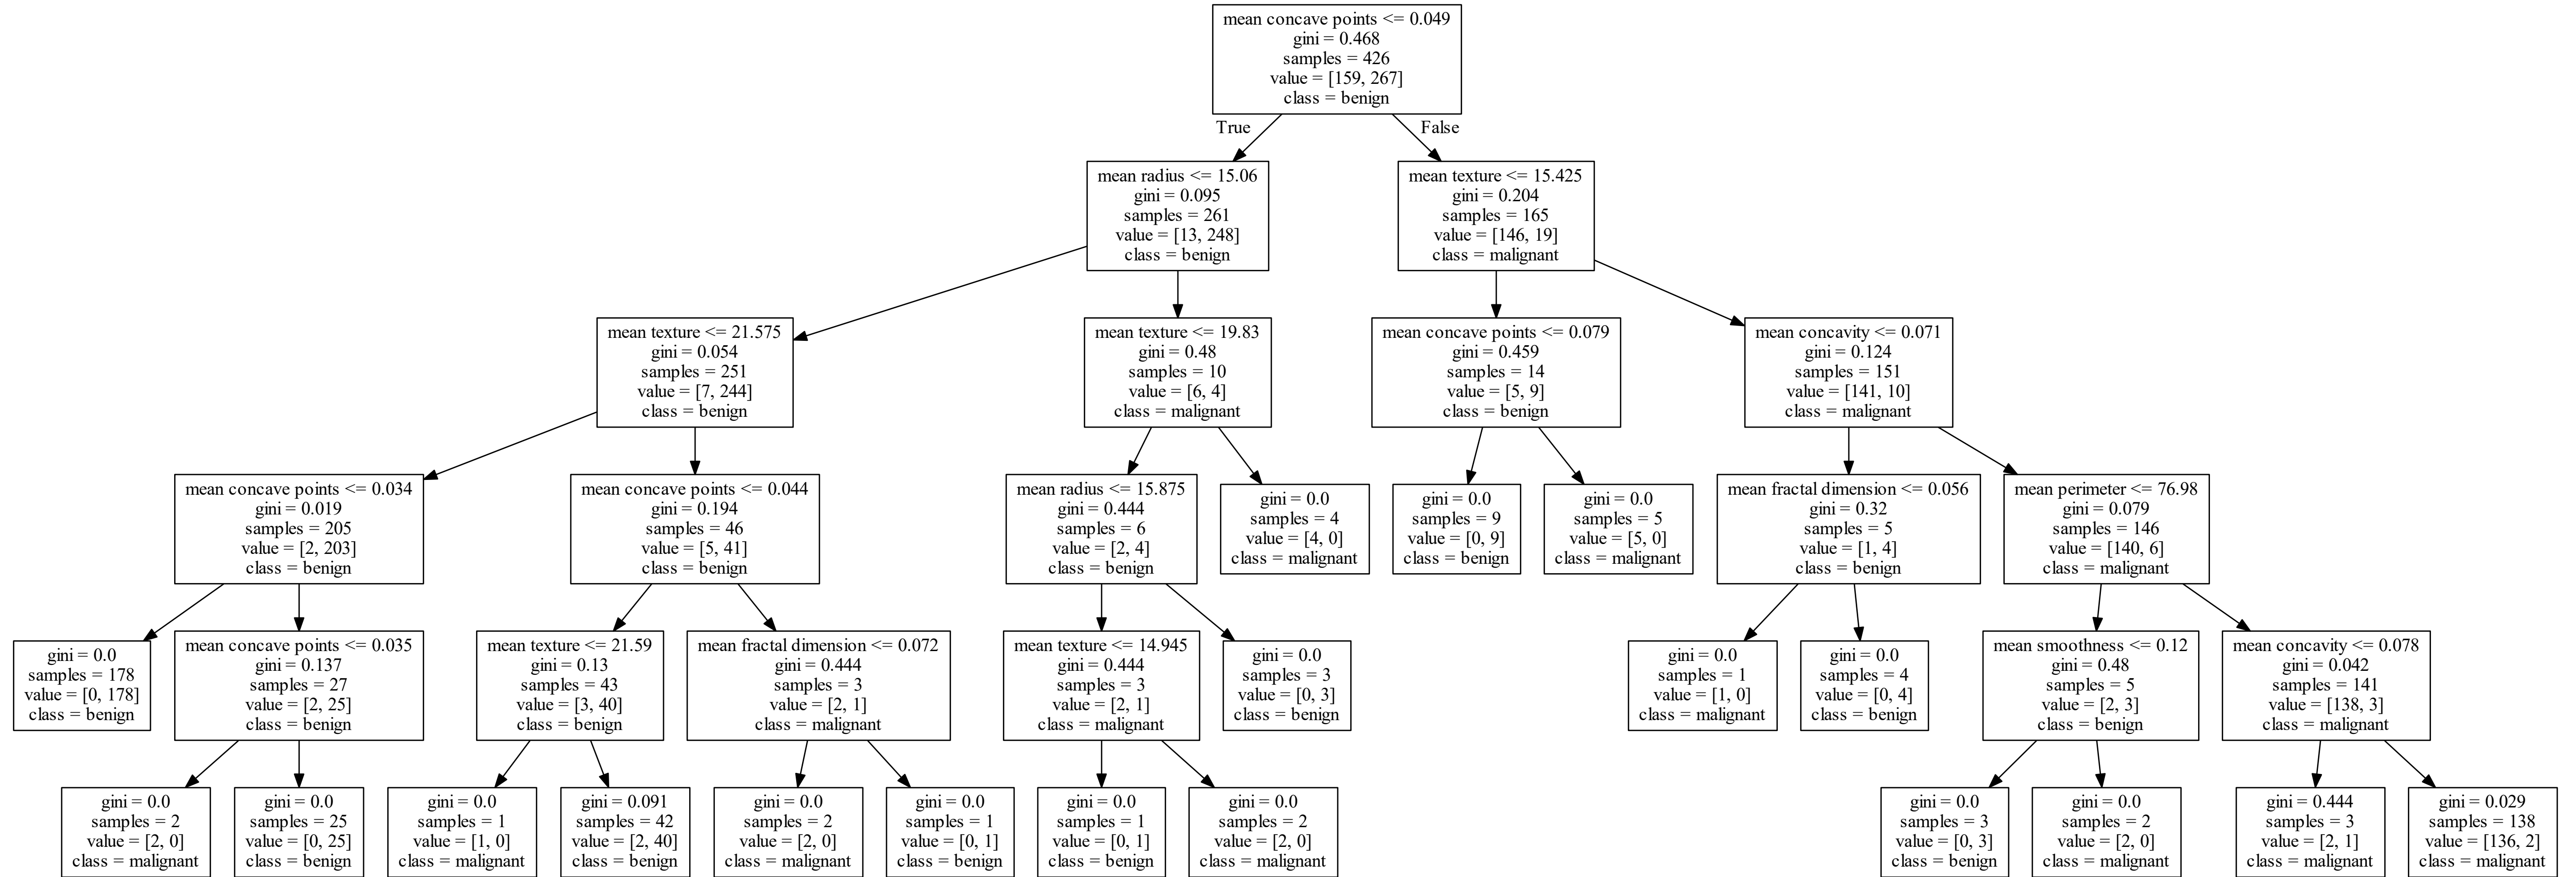 mean concave points <= 0.049
gini = 0.468
samples = 426
value = [159, 267]
class = benign
True
False
mean radius <= 15.06
gini = 0.095
samples = 261
value = [13, 248]
class = benign
mean texture <= 15.425
gini = 0.204
samples = 165
value = [146, 19]
class = malignant
mean texture <= 21.575
gini = 0.054
samples = 251
value = [7, 244]
class = benign
mean texture <= 19.83
gini = 0.48
samples = 10
value = [6, 4]
class = malignant
mean concave points <= 0.079
gini = 0.459
samples = 14
value = [5, 9]
class = benign
mean concavity <= 0.071
gini = 0.124
samples = 151
value = [141, 10]
class = malignant
mean concave points <= 0.034
gini = 0.019
samples = 205
value = [2, 203]
class = benign
mean concave points <= 0.044
gini = 0.194
samples = 46
value = [5, 41]
class = benign
mean radius <= 15.875
gini = 0.444
samples = 6
value = [2, 4]
class = benign
gini = 0.0
samples = 4
value = [4, 0]
class = malignant
gini = 0.0
samples = 9
value = [0, 9]
class = benign
gini = 0.0
samples = 5
value = [5, 0]
class = malignant
mean fractal dimension <= 0.056
gini = 0.32
samples = 5
value = [1, 4]
class = benign
mean perimeter <= 76.98
gini = 0.079
samples = 146
value = [140, 6]
class = malignant
gini = 0.0
samples = 178
value = [0, 178]
class = benign
mean concave points <= 0.035
gini = 0.137
samples = 27
value = [2, 25]
class = benign
mean texture <= 21.59
gini = 0.13
samples = 43
value = [3, 40]
class = benign
mean fractal dimension <= 0.072
gini = 0.444
samples = 3
value = [2, 1]
class = malignant
mean texture <= 14.945
gini = 0.444
samples = 3
value = [2, 1]
class = malignant
gini = 0.0
samples = 3
value = [0, 3]
class = benign
gini = 0.0
samples = 1
value = [1, 0]
class = malignant
gini = 0.0
samples = 4
value = [0, 4]
class = benign
mean smoothness <= 0.12
gini = 0.48
samples = 5
value = [2, 3]
class = benign
mean concavity <= 0.078
gini = 0.042
samples = 141
value = [138, 3]
class = malignant
gini = 0.0
samples = 2
value = [2, 0]
class = malignant
gini = 0.0
samples = 25
value = [0, 25]
class = benign
gini = 0.0
samples = 1
value = [1, 0]
class = malignant
gini = 0.091
samples = 42
value = [2, 40]
class = benign
gini = 0.0
samples = 2
value = [2, 0]
class = malignant
gini = 0.0
samples = 1
value = [0, 1]
class = benign
gini = 0.0
samples = 1
value = [0, 1]
class = benign
gini = 0.0
samples = 2
value = [2, 0]
class = malignant
gini = 0.0
samples = 3
value = [0, 3]
class = benign
gini = 0.0
samples = 2
value = [2, 0]
class = malignant
gini = 0.444
samples = 3
value = [2, 1]
class = malignant
gini = 0.029
samples = 138
value = [136, 2]
class = malignant